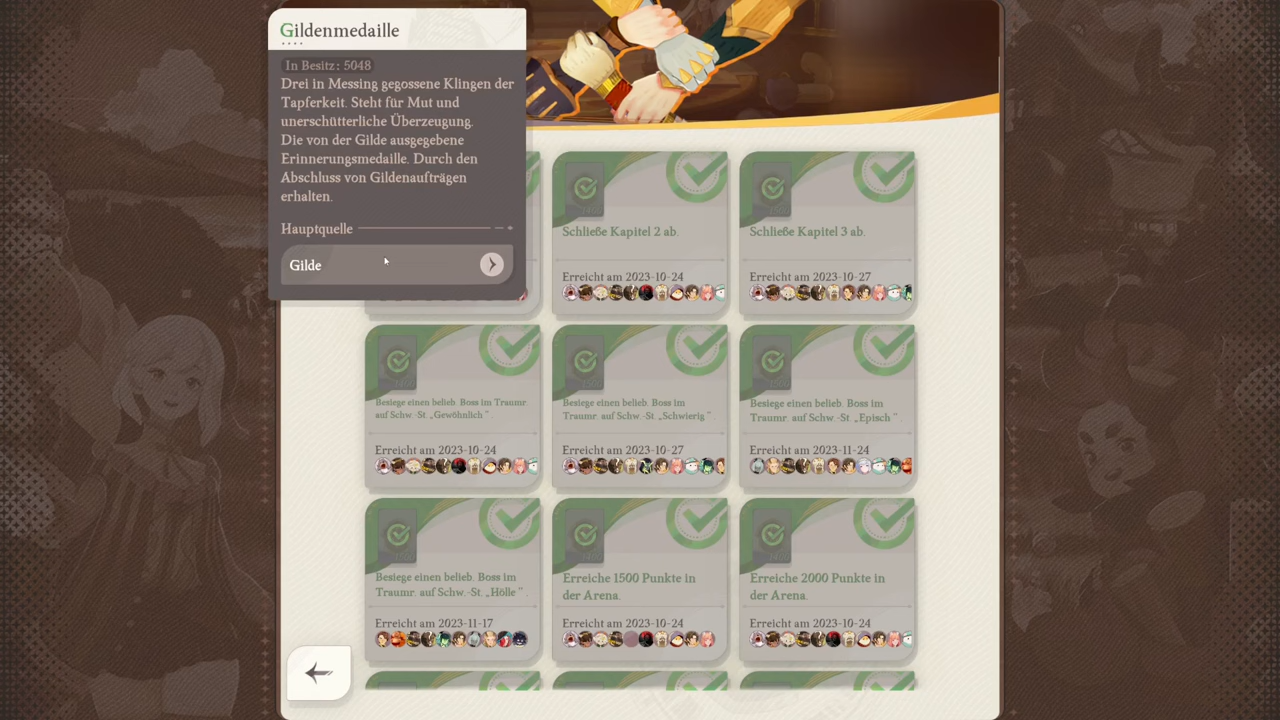 Gildenmedaille
In Besitz: 5048
Drei in Messing gegossene Klingen der
Tapferkeit. Steht für Mut und
unerschütterliche Überzeugung.
Die von der Gilde ausgegebene
Erinnerungsmedaille. Durch den
Abschluss von Gildenaufträgen
erhalten.
Hauptquelle
Gilde
Schließe Kapitel 2 ab.
Erreicht am 2023-10-24
Schließe Kapitel 3 ab.
Erreicht am 2023-10-27
Besiege einen belieb. Boss im Traumr.
auf Schw.-St. „Gewöhnlich“.
Erreicht am 2023-10-24
Besiege einen belieb. Boss im
Traumr. auf Schw.-St. „Schwierig“.
Erreicht am 2023-10-27
Besiege einen belieb. Boss im
Traumr. auf Schw.-St. „Episch“.
Erreicht am 2023-11-24
Besiege einen belieb. Boss im
Traumr. auf Schw.-St. „Hölle“.
Erreicht am 2023-11-17
Erreiche 1500 Punkte in
der Arena.
Erreicht am 2023-10-24
Erreiche 2000 Punkte in
der Arena.
Erreicht am 2023-10-24